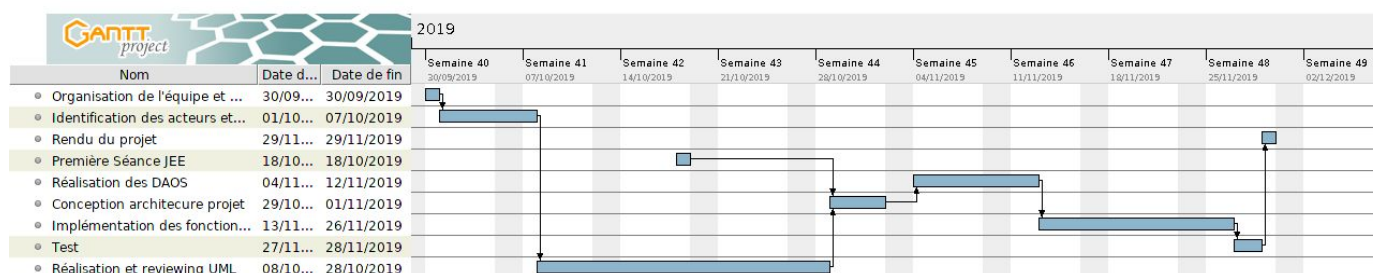 GANTT
project
2019
Semaine 40 Semaine 41 Semaine 42 Semaine 43 Semaine 44 Semaine 45 Semaine 46 Semaine 47 Semaine 48 Semaine 49
Nom Date d... Date de fin 30/09/2019 07/10/2019 14/10/2019 21/10/2019 28/10/2019 04/11/2019 11/11/2019 18/11/2019 25/11/2019 02/12/2019
Organisation de l'équipe et ... 30/09... 30/09/2019
Identification des acteurs et... 01/10... 07/10/2019
Rendu du projet 29/11... 29/11/2019
Première Séance JEE 18/10... 18/10/2019
Réalisation des DAOS 04/11... 12/11/2019
Conception architecure projet 29/10... 01/11/2019
Implémentation des fonction... 13/11... 26/11/2019
Test 27/11... 28/11/2019
Réalisation et reviewing UML 08/10... 28/10/2019